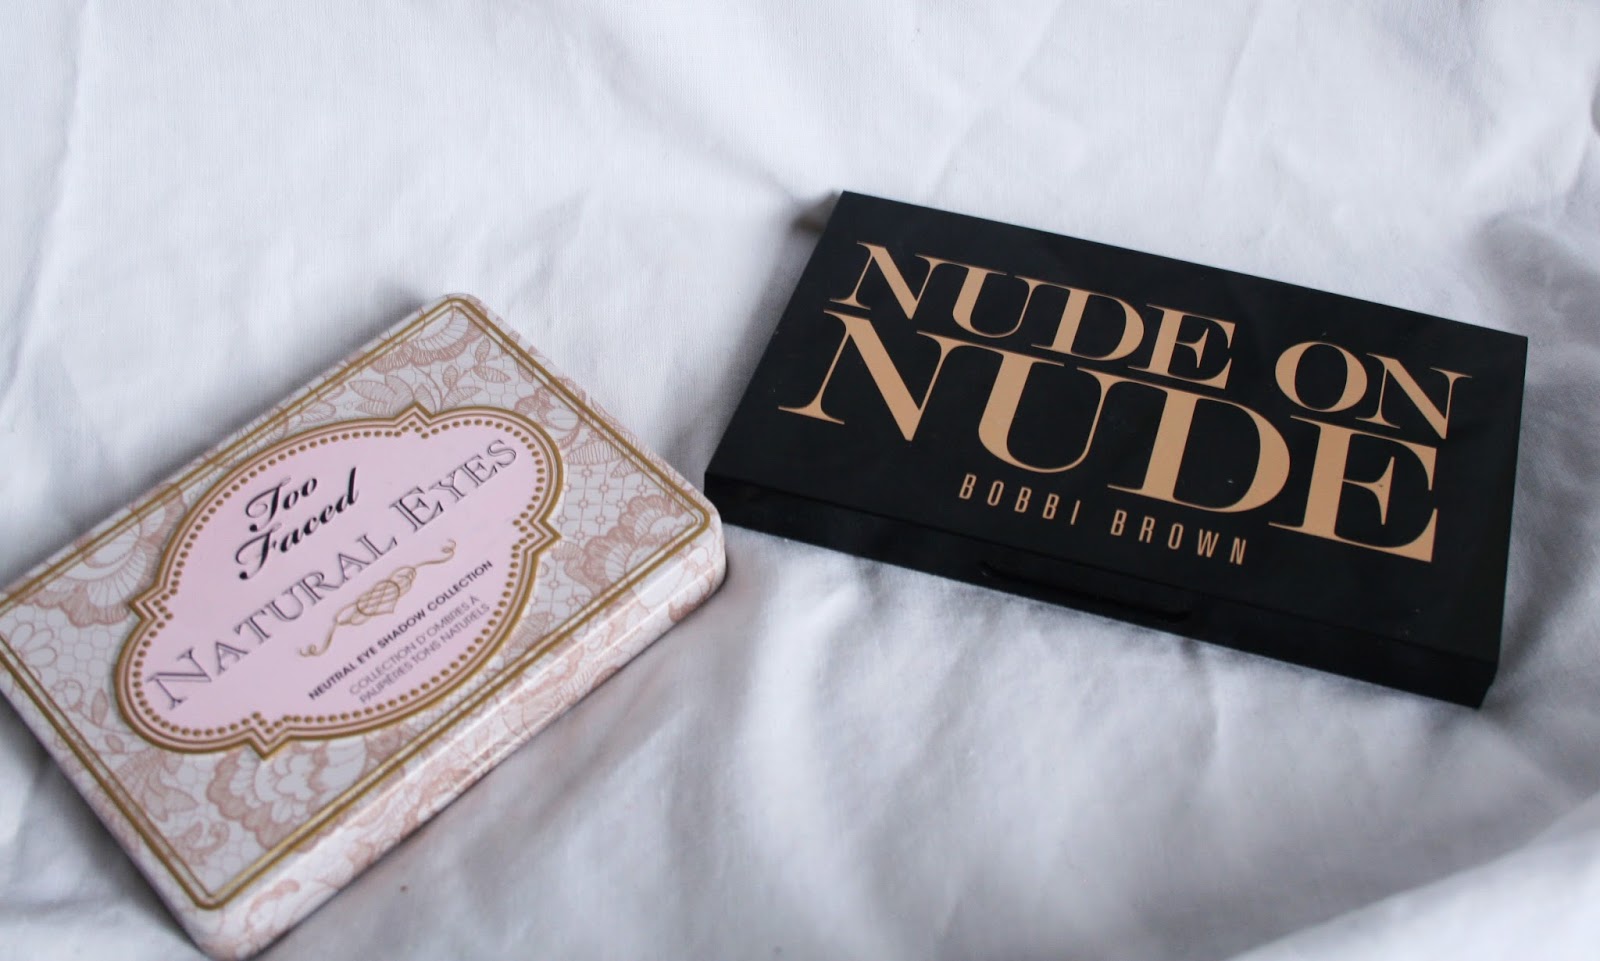 Too
Faced
NATURAL EYES
NEUTRAL EYE SHADOW COLLECTION
COLLECTION D'OMBRES À
PAUPIÈRES TONS NATURELS
NUDE ON
NUDE
BOBBI BROWN